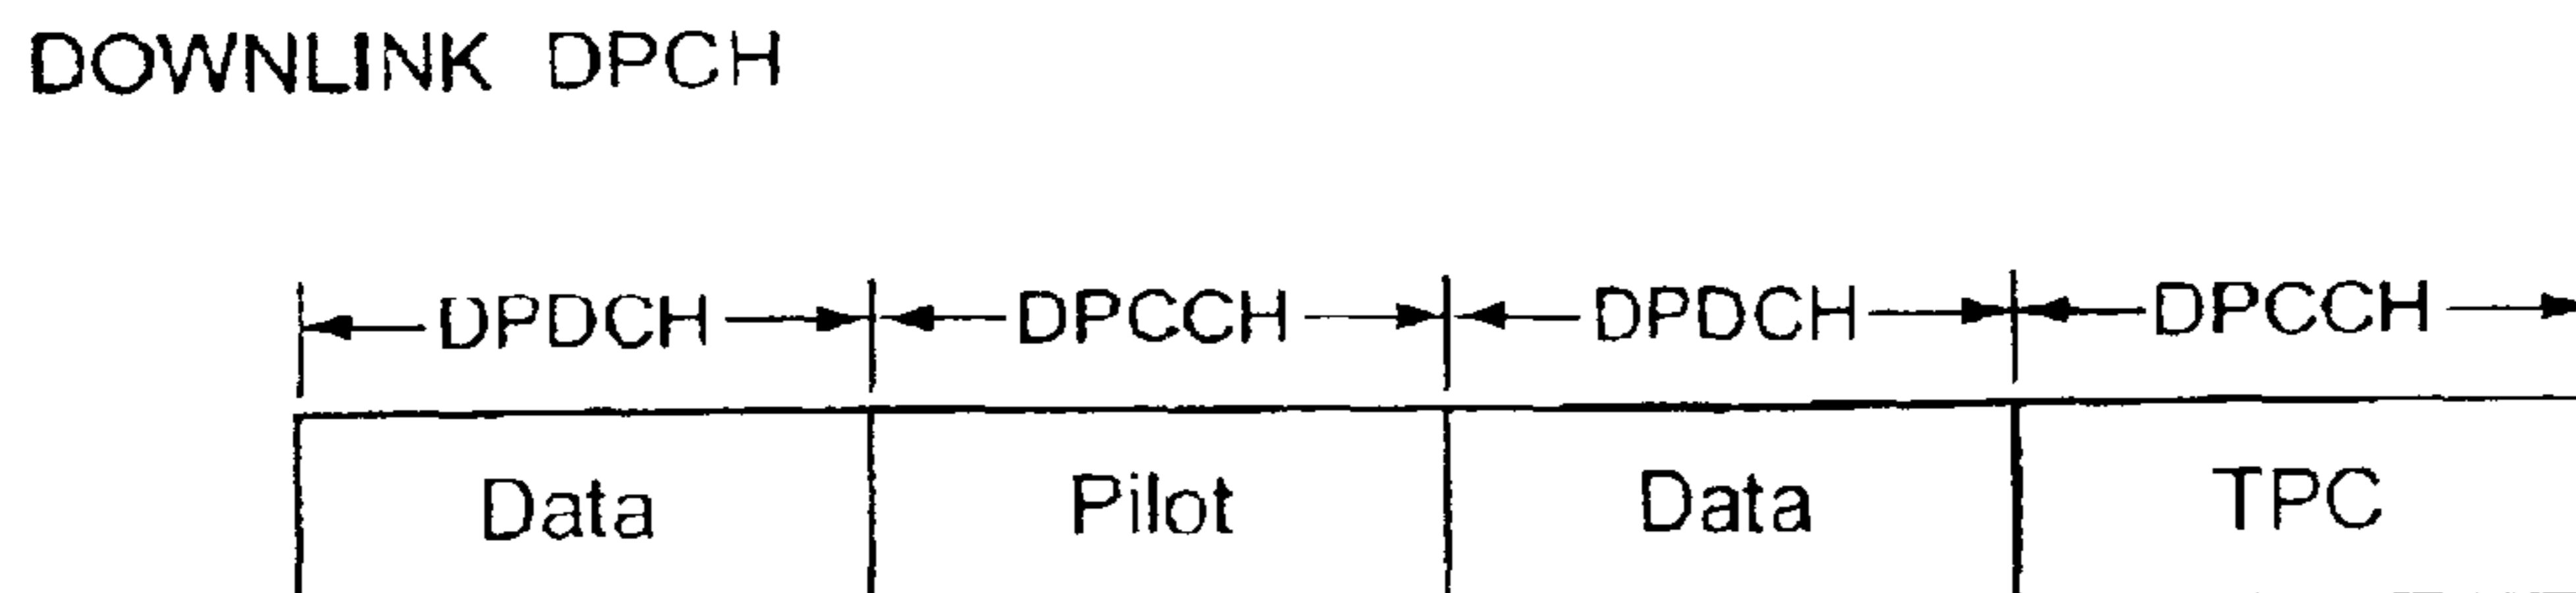 DOWNLINK DPCH
DPDCH DPCCH DPDCH DPCCH
Data Pilot Data TPC